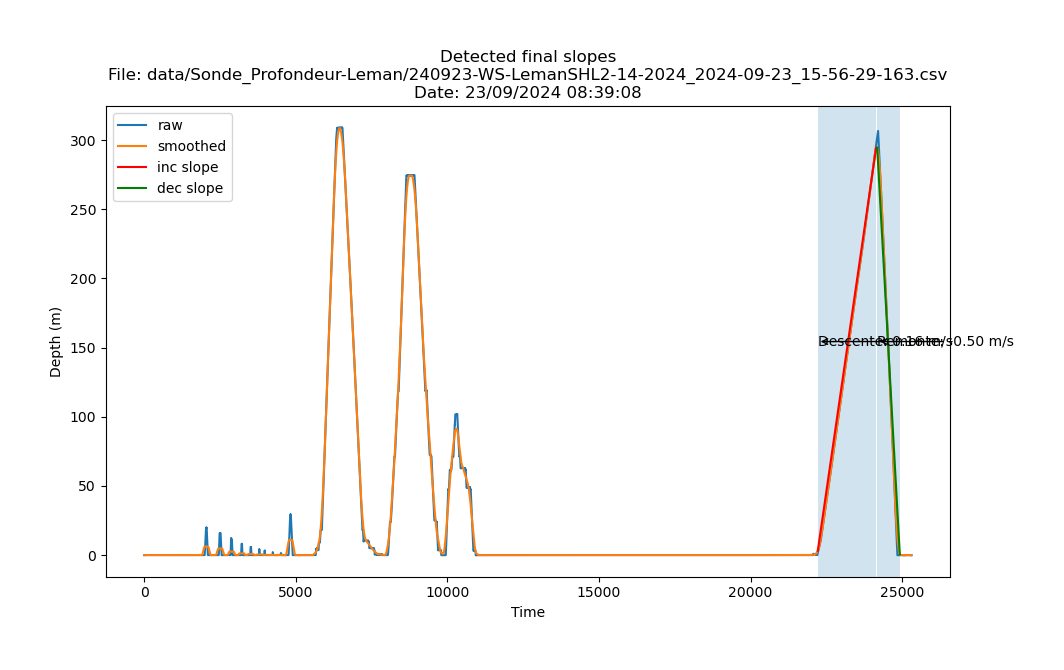 Detected final slopes
File: data/Sonde_Profondeur-Leman/240923-WS-LemanSHL2-14-2024_2024-09-23_15-56-29-163.csv
Date: 23/09/2024 08:39:08
raw
smoothed
inc slope
dec slope
300
250
200
150
100
50
0
Depth (m)
0
5000
10000
15000
20000
25000
Time
0.50 m/s